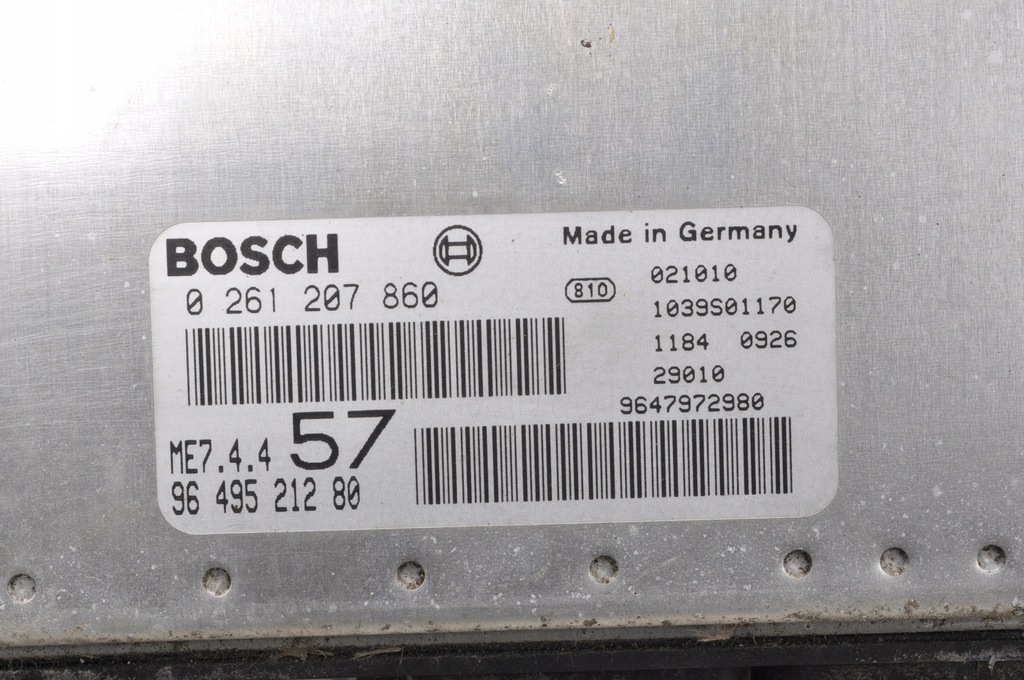 BOSCH
0 261 207 860
ME7.4.4 57
96 495 212 80
Made in Germany
810
021010
1039S01170
1184 0926
29010
9647972980